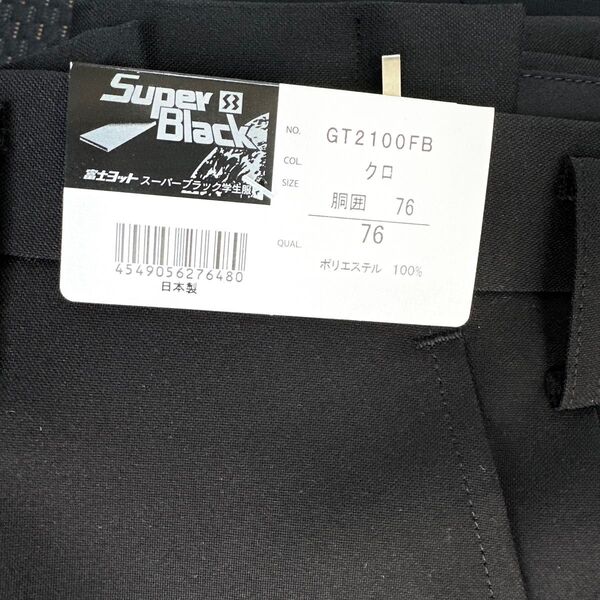 Super S
Black
富士ヨット スーパーブラック学生服
4549056276480
日本製
NO. GT2100FB
COL. クロ
SIZE 胴囲 76
76
QUAL. ポリエステル 100%